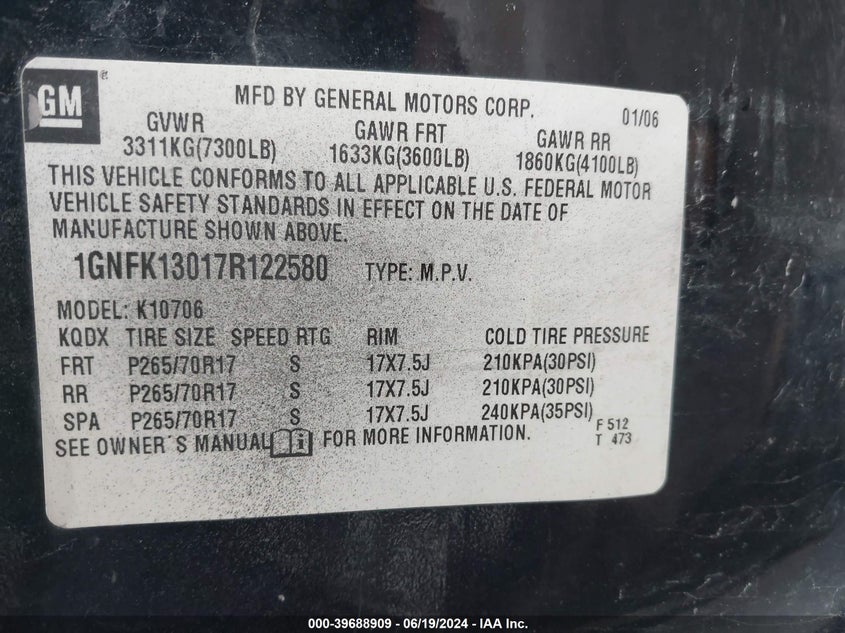 GM ®
MFD BY GENERAL MOTORS CORP. 01/06
GVWR GAWR FRT GAWR RR
3311KG(7300LB) 1633KG(3600LB) 1860KG(4100LB)
THIS VEHICLE CONFORMS TO ALL APPLICABLE U.S. FEDERAL MOTOR
VEHICLE SAFETY STANDARDS IN EFFECT ON THE DATE OF
MANUFACTURE SHOWN ABOVE.
1GNFK13017R122580 TYPE: M.P.V.
MODEL: K10706
KQDX TIRE SIZE SPEED RTG RIM COLD TIRE PRESSURE
FRT P265/70R17 S 17X7.5J 210KPA(30PSI)
RR P265/70R17 S 17X7.5J 210KPA(30PSI)
SPA P265/70R17 S 17X7.5J 240KPA(35PSI)
SEE OWNER´S MANUAL i FOR MORE INFORMATION.
F 512
T 473
000-39688909 / 06/19/2024 - IAA Inc.